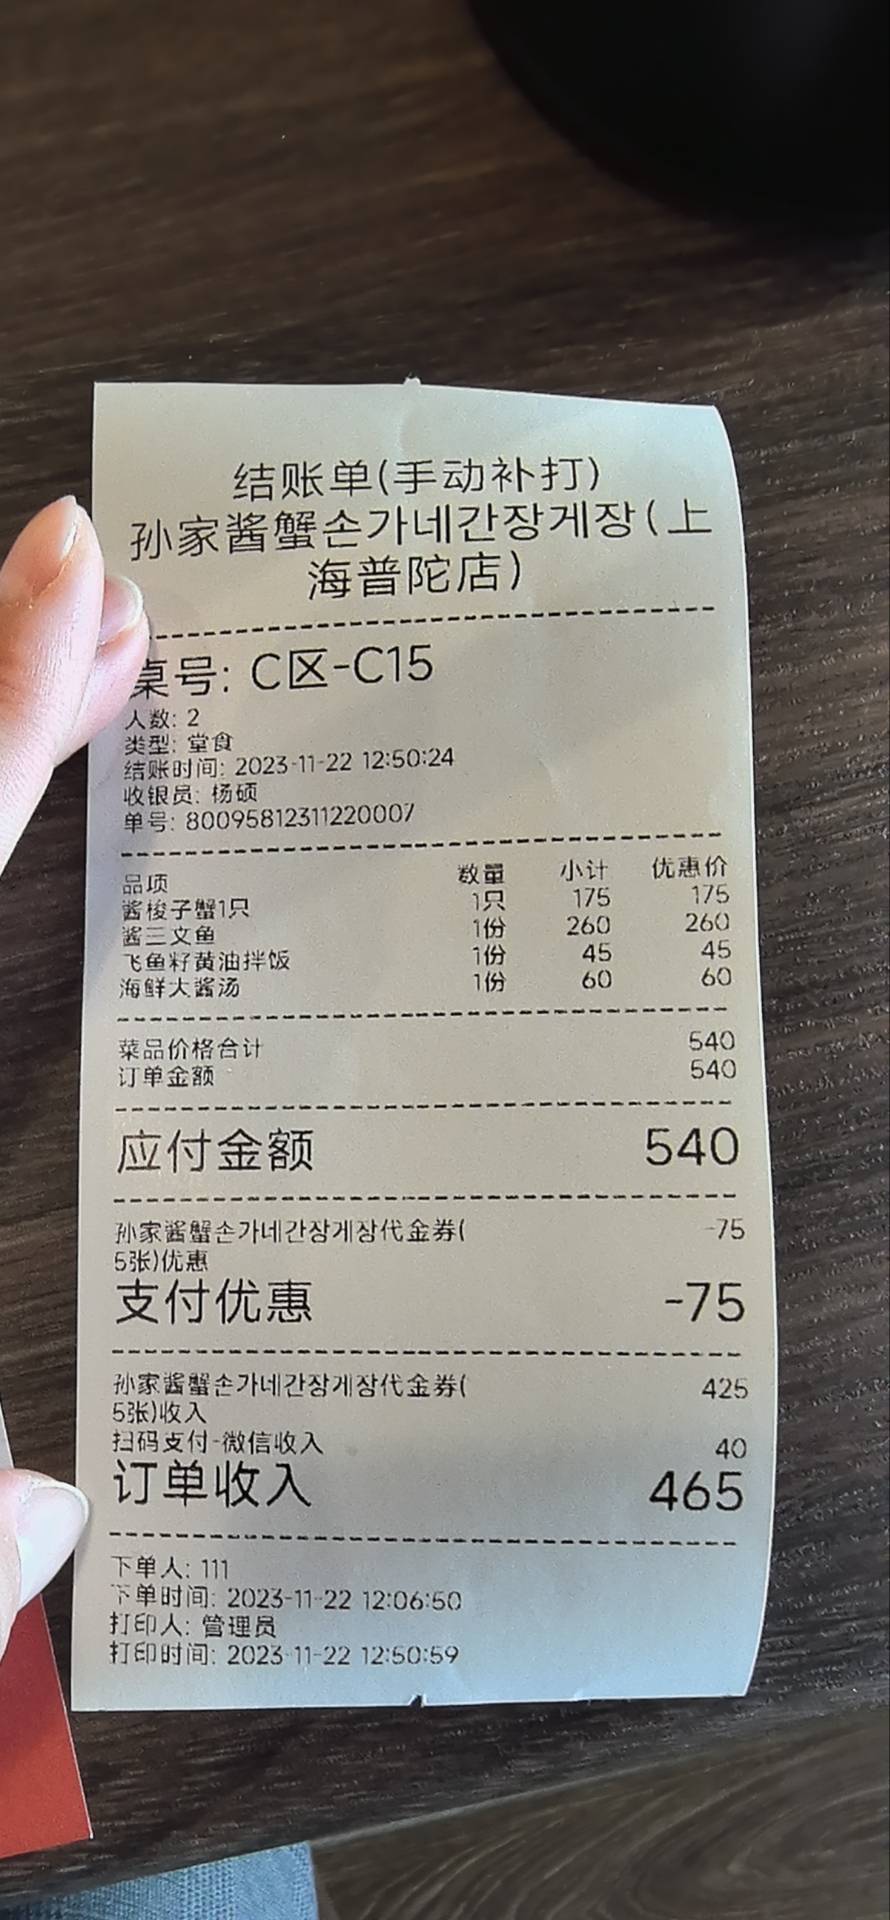 结账单(手动补打)
孙家酱蟹손가네간장게장(上
海普陀店)
桌号: C区-C15
人数: 2
类型: 堂食
结账时间: 2023-11-22 12:50:24
收银员: 杨硕
单号: 80095812311220007
品项 数量 小计 优惠价
酱梭子蟹1只 1只 175 175
酱三文鱼 1份 260 260
飞鱼籽黄油拌饭 1份 45 45
海鲜大酱汤 1份 60 60
菜品价格合计 540
订单金额 540
应付金额 540
孙家酱蟹손가네간장게장代金券( -75
5张)优惠
支付优惠 -75
孙家酱蟹손가네간장게장代金券( 425
5张)收入
扫码支付-微信收入 40
订单收入 465
下单人: 111
下单时间: 2023-11-22 12:06:50
打印人: 管理员
打印时间: 2023-11-22 12:50:59